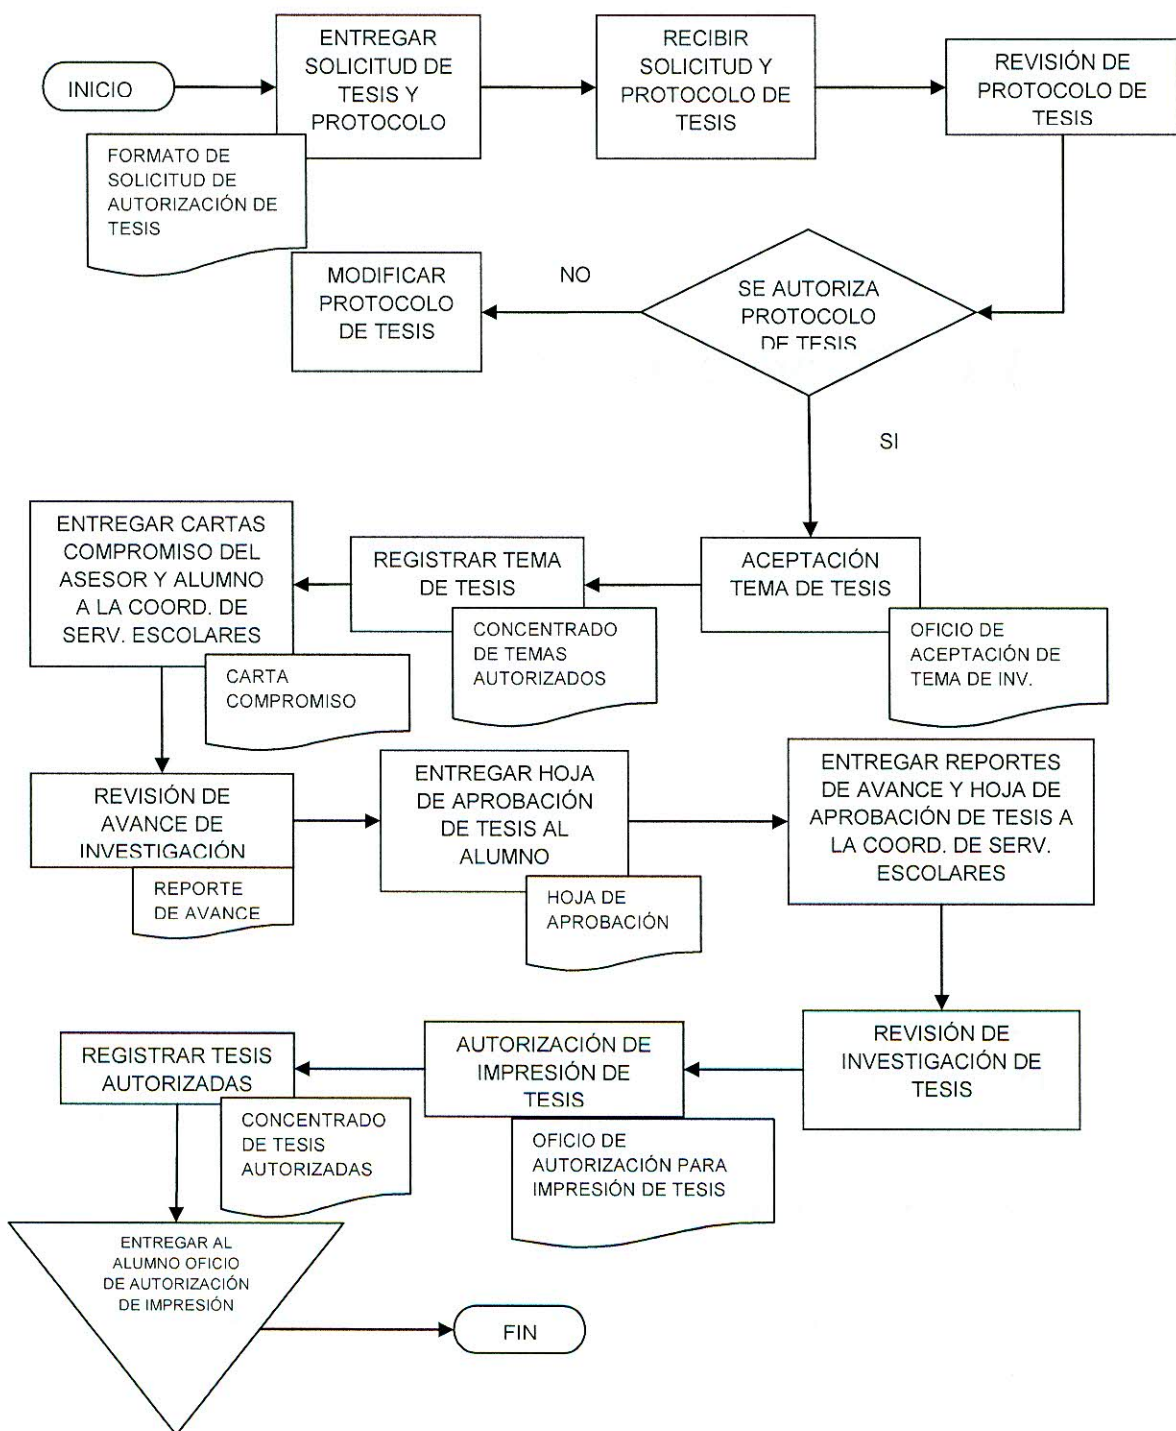 INICIO
ENTREGAR
SOLICITUD DE
TESIS Y
PROTOCOLO
FORMATO DE
SOLICITUD DE
AUTORIZACIÓN DE
TESIS
RECIBIR
SOLICITUD Y
PROTOCOLO DE
TESIS
REVISIÓN DE
PROTOCOLO DE
TESIS
SE AUTORIZA
PROTOCOLO
DE TESIS
NO
MODIFICAR
PROTOCOLO
DE TESIS
SI
ACEPTACIÓN
TEMA DE TESIS
OFICIO DE
ACEPTACIÓN DE
TEMA DE INV.
REGISTRAR TEMA
DE TESIS
CONCENTRADO
DE TEMAS
AUTORIZADOS
ENTREGAR CARTAS
COMPROMISO DEL
ASESOR Y ALUMNO
A LA COORD. DE
SERV. ESCOLARES
CARTA
COMPROMISO
REVISIÓN DE
AVANCE DE
INVESTIGACIÓN
REPORTE
DE AVANCE
ENTREGAR HOJA
DE APROBACIÓN
DE TESIS AL
ALUMNO
HOJA DE
APROBACIÓN
ENTREGAR REPORTES
DE AVANCE Y HOJA DE
APROBACIÓN DE TESIS A
LA COORD. DE SERV.
ESCOLARES
REVISIÓN DE
INVESTIGACIÓN DE
TESIS
AUTORIZACIÓN DE
IMPRESIÓN DE
TESIS
OFICIO DE
AUTORIZACIÓN PARA
IMPRESIÓN DE TESIS
REGISTRAR TESIS
AUTORIZADAS
CONCENTRADO
DE TESIS
AUTORIZADAS
ENTREGAR AL
ALUMNO OFICIO
DE AUTORIZACIÓN
DE IMPRESIÓN
FIN